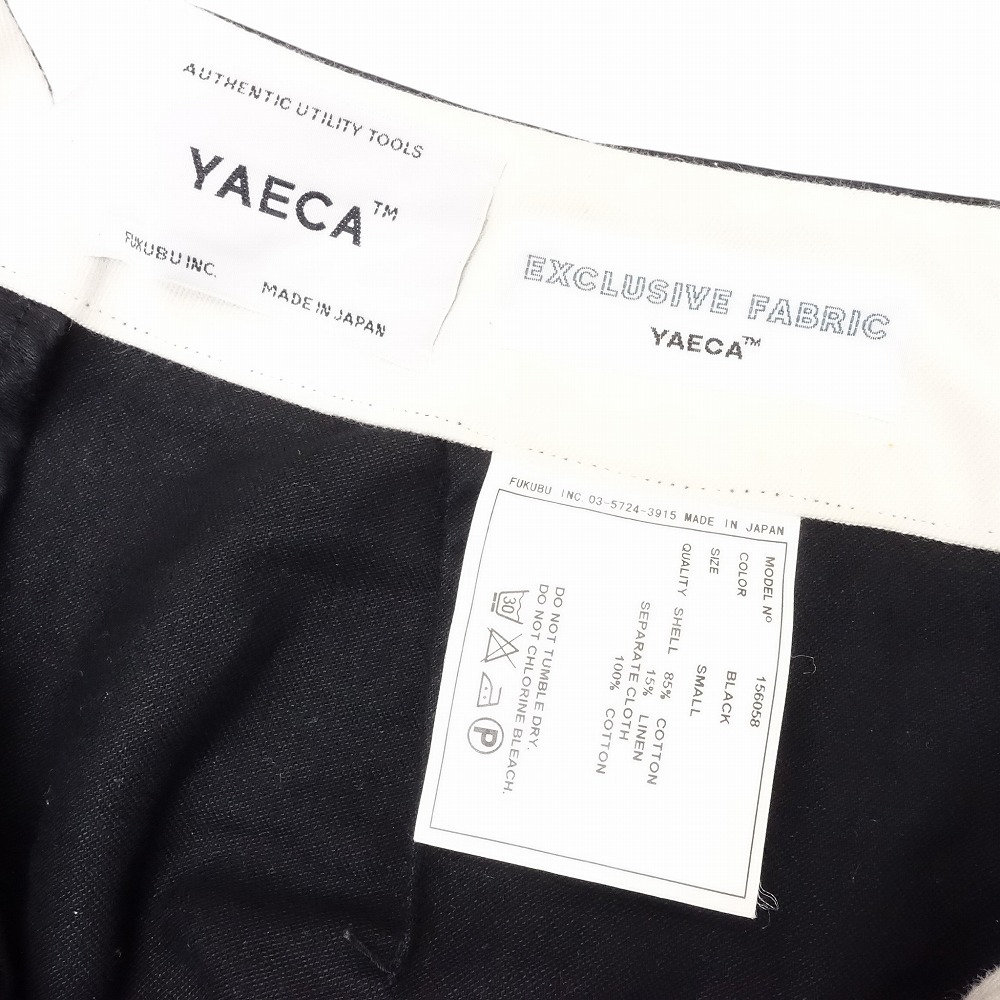 AUTHENTIC UTILITY TOOLS
YAECA™
FUKUBU INC. MADE IN JAPAN
EXCLUSIVE FABRIC
YAECA™
FUKUBU INC. 03-5724-3915 MADE IN JAPAN
MODEL Nº 156058
COLOR BLACK
SIZE SMALL
QUALITY SHELL 85% COTTON
15% LINEN
SEPARATE CLOTH
100% COTTON
DO NOT TUMBLE DRY.
DO NOT CHLORINE BLEACH.
30
P